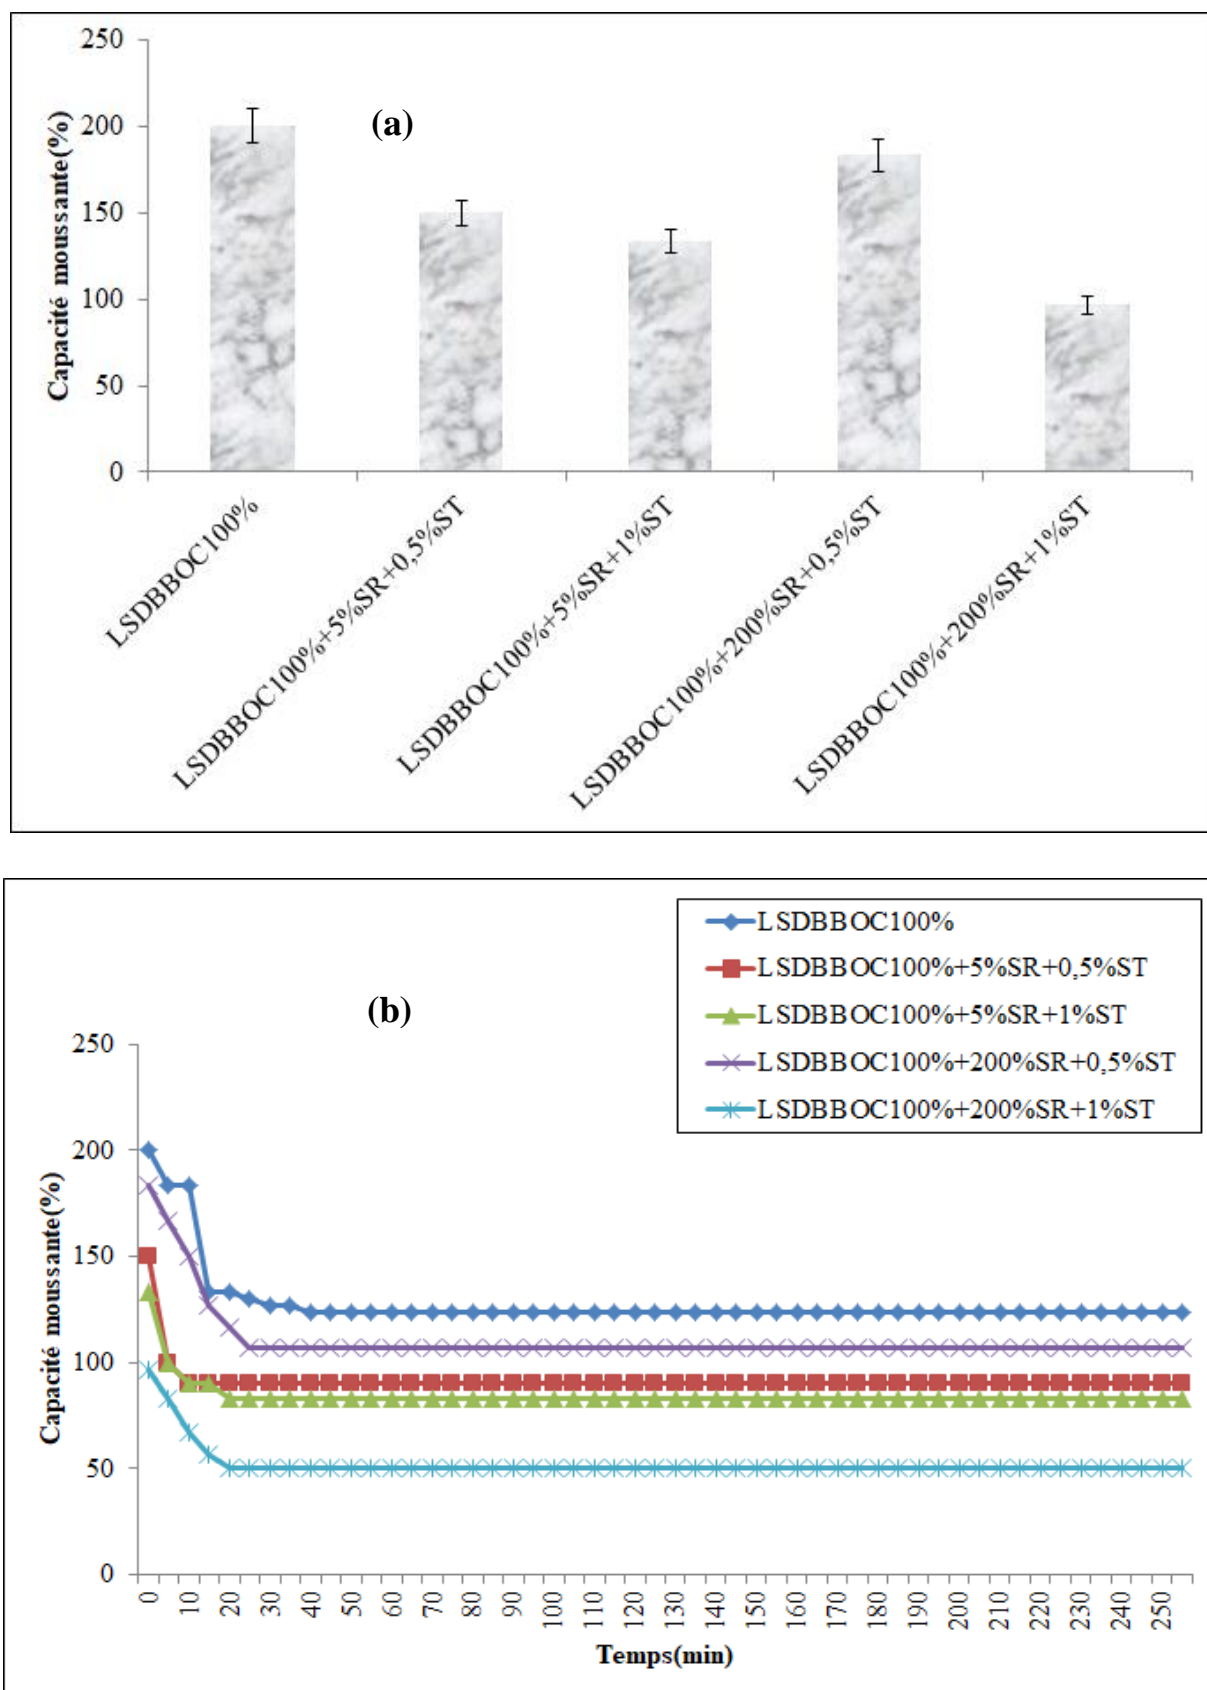 (a)
Capacité moussante(%)
250
200
150
100
50
0
LSDBBOC100%
LSDBBOC100%+5%SR+0,5%ST
LSDBBOC100%+5%SR+1%ST
LSDBBOC100%+200%SR+0,5%ST
LSDBBOC100%+200%SR+1%ST
LSDBBOC100%
LSDBBOC100%+5%SR+0,5%ST
LSDBBOC100%+5%SR+1%ST
LSDBBOC100%+200%SR+0,5%ST
LSDBBOC100%+200%SR+1%ST
(b)
Capacité moussante(%)
250
200
150
100
50
0
0 10 20 30 40 50 60 70 80 90 100 110 120 130 140 150 160 170 180 190 200 210 220 230 240 250
Temps(min)